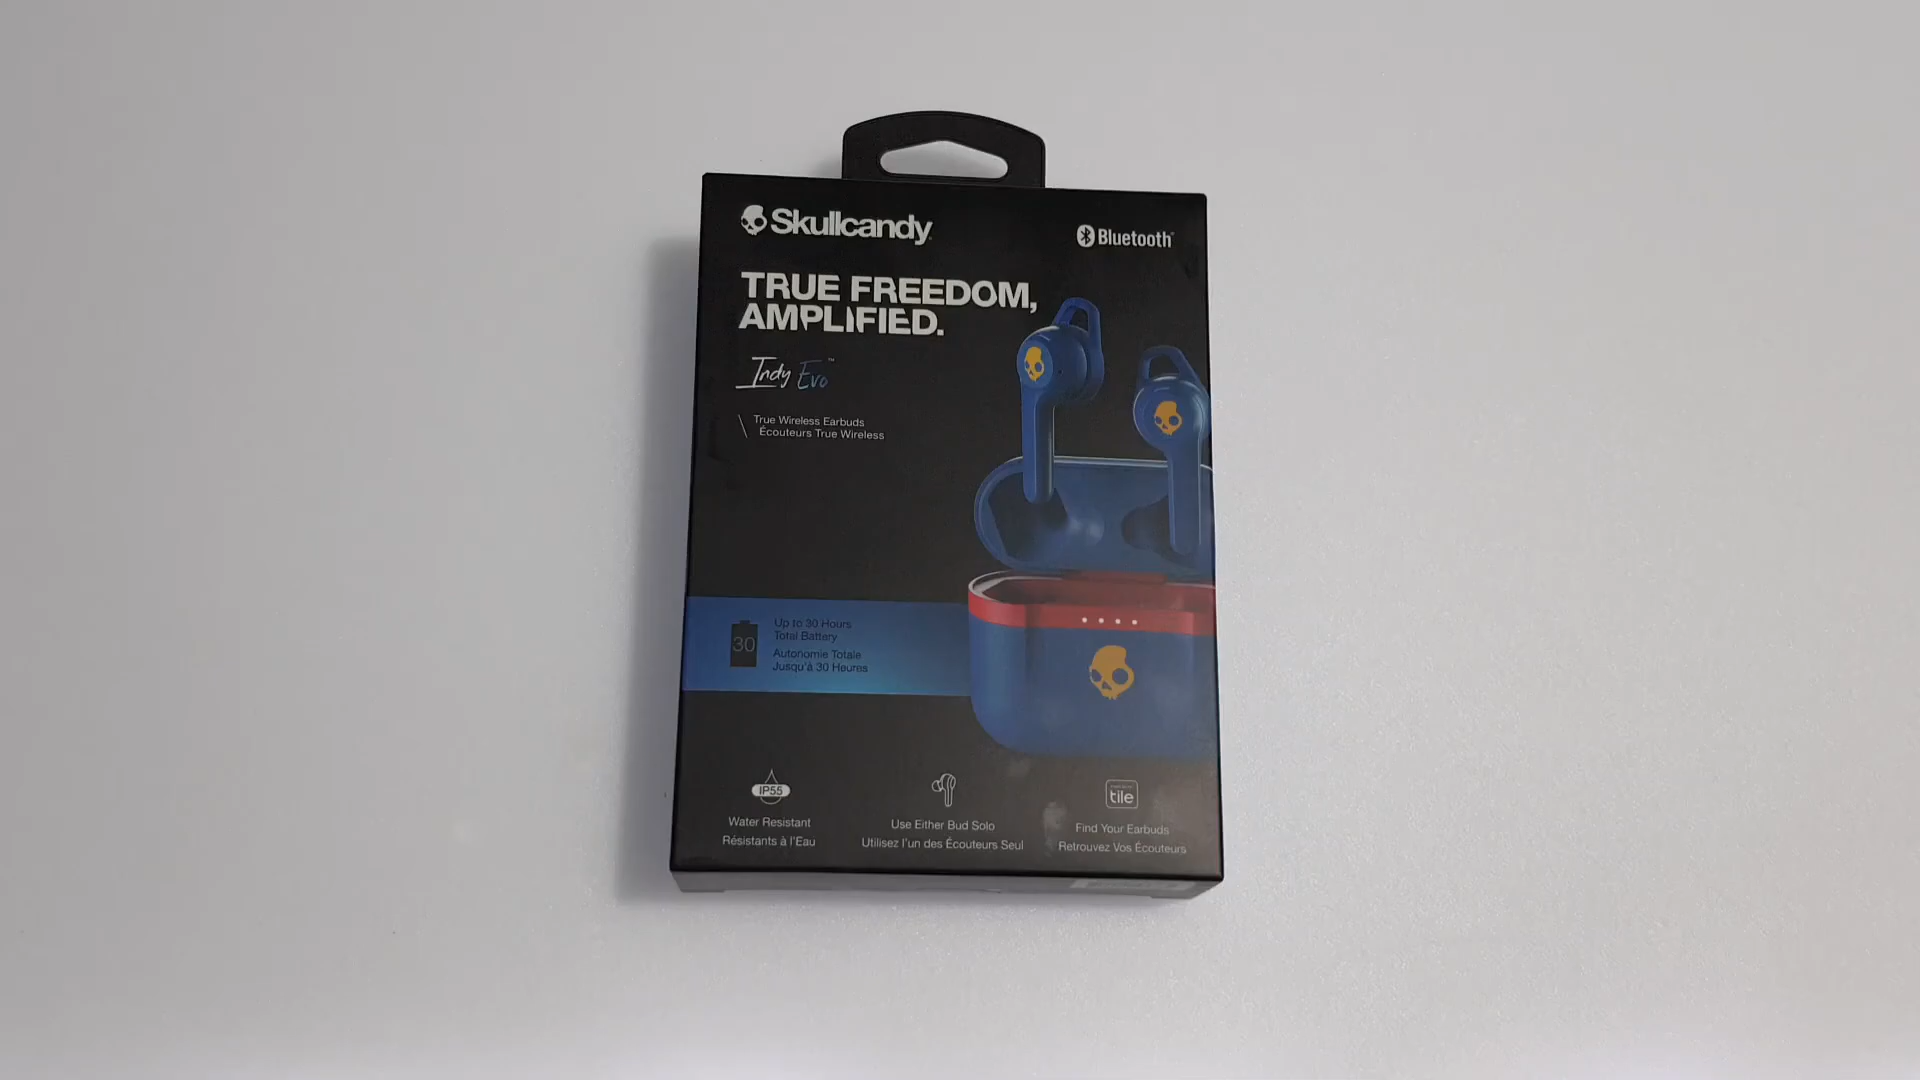 Skullcandy
Bluetooth
TRUE FREEDOM,
AMPLIFIED.
Indy Evo™
True Wireless Earbuds
Écouteurs True Wireless
30
Up to 30 Hours
Total Battery
Autonomie Totale
Jusqu'à 30 Heures
IP55
Water Resistant
Résistants à l'Eau
Use Either Bud Solo
Utilisez l'un des Écouteurs Seul
tile
Find Your Earbuds
Retrouvez Vos Écouteurs